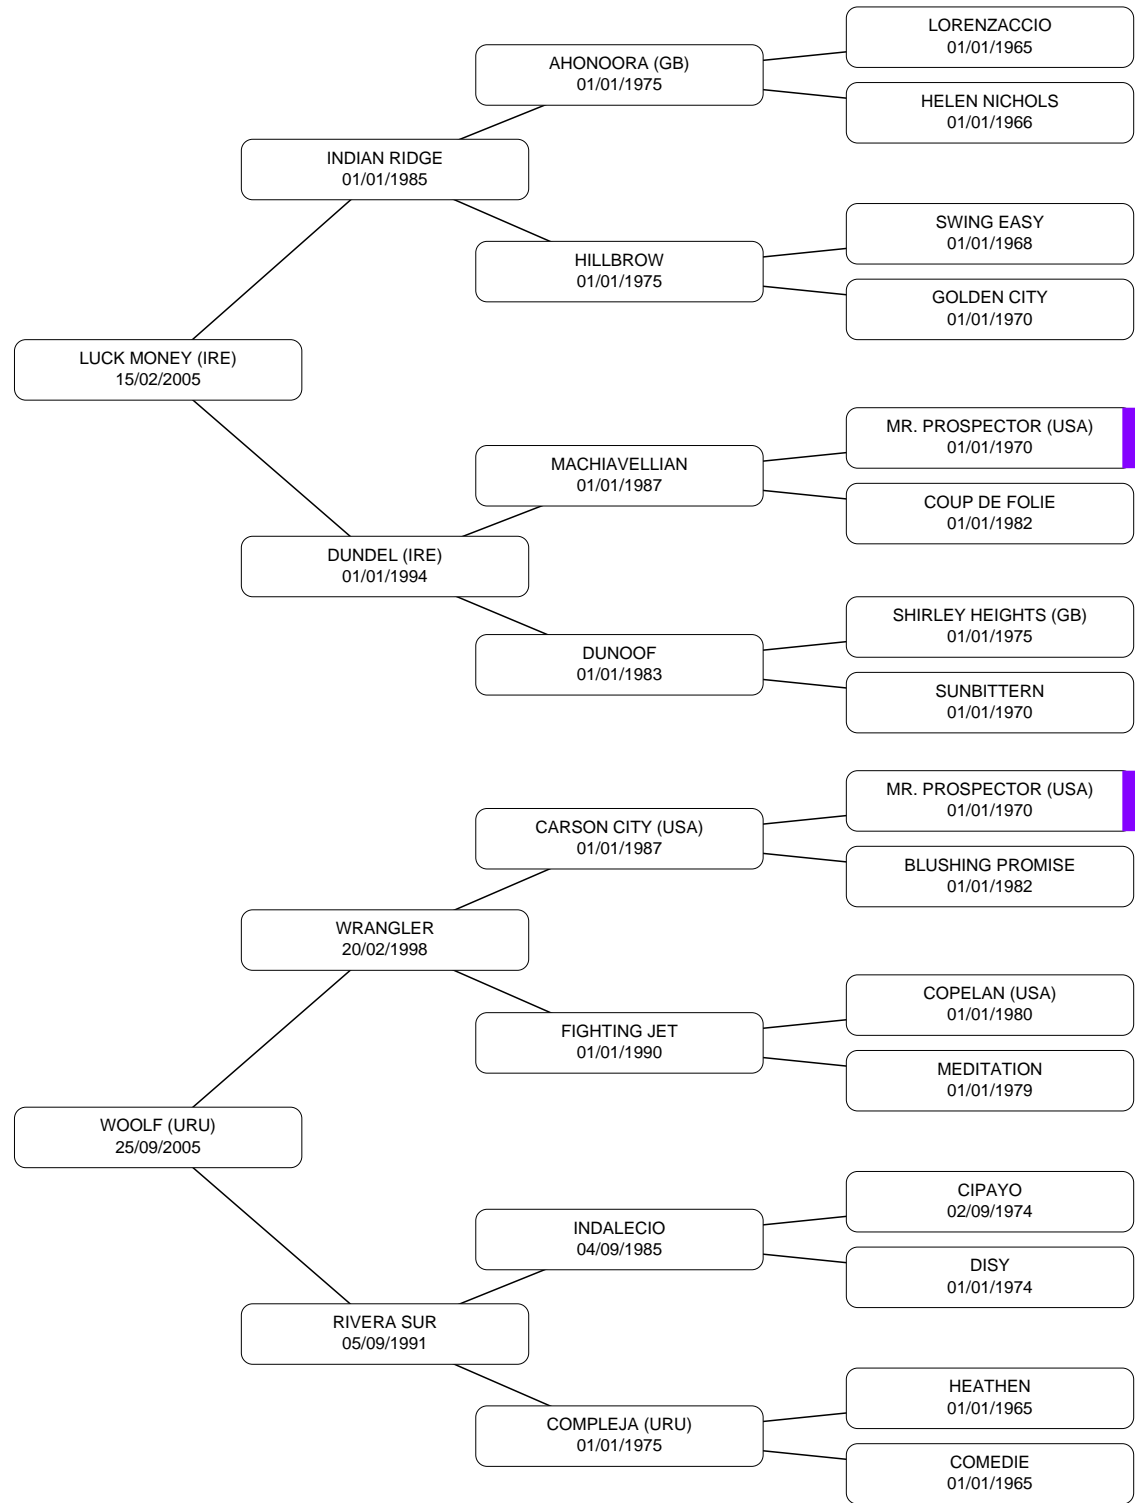 LORENZACCIO
01/01/1965
AHONOORA (GB)
01/01/1975
HELEN NICHOLS
01/01/1966
INDIAN RIDGE
01/01/1985
SWING EASY
01/01/1968
HILLBROW
01/01/1975
GOLDEN CITY
01/01/1970
LUCK MONEY (IRE)
15/02/2005
MR. PROSPECTOR (USA)
01/01/1970
MACHIAVELLIAN
01/01/1987
COUP DE FOLIE
01/01/1982
DUNDEL (IRE)
01/01/1994
SHIRLEY HEIGHTS (GB)
01/01/1975
DUNOOF
01/01/1983
SUNBITTERN
01/01/1970
MR. PROSPECTOR (USA)
01/01/1970
CARSON CITY (USA)
01/01/1987
BLUSHING PROMISE
01/01/1982
WRANGLER
20/02/1998
COPELAN (USA)
01/01/1980
FIGHTING JET
01/01/1990
MEDITATION
01/01/1979
WOOLF (URU)
25/09/2005
CIPAYO
02/09/1974
INDALECIO
04/09/1985
DISY
01/01/1974
RIVERA SUR
05/09/1991
HEATHEN
01/01/1965
COMPLEJA (URU)
01/01/1975
COMEDIE
01/01/1965